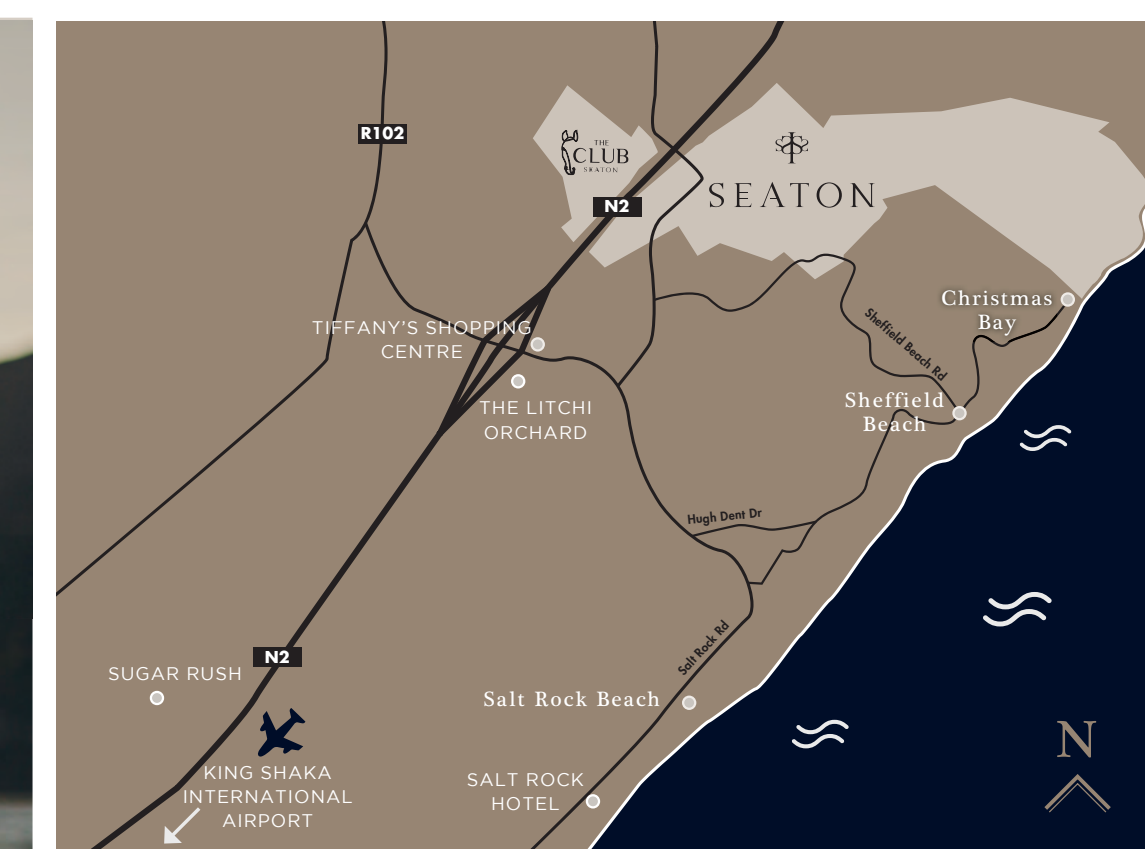 R102
THE
CLUB
SEATON
SEATON
N2
Christmas
Bay
TIFFANY'S SHOPPING
CENTRE
Sheffield Beach Rd
THE LITCHI
ORCHARD
Sheffield
Beach
Hugh Dent Dr
Salt Rock Rd
N2
SUGAR RUSH
Salt Rock Beach
KING SHAKA
INTERNATIONAL
AIRPORT
SALT ROCK
HOTEL
N